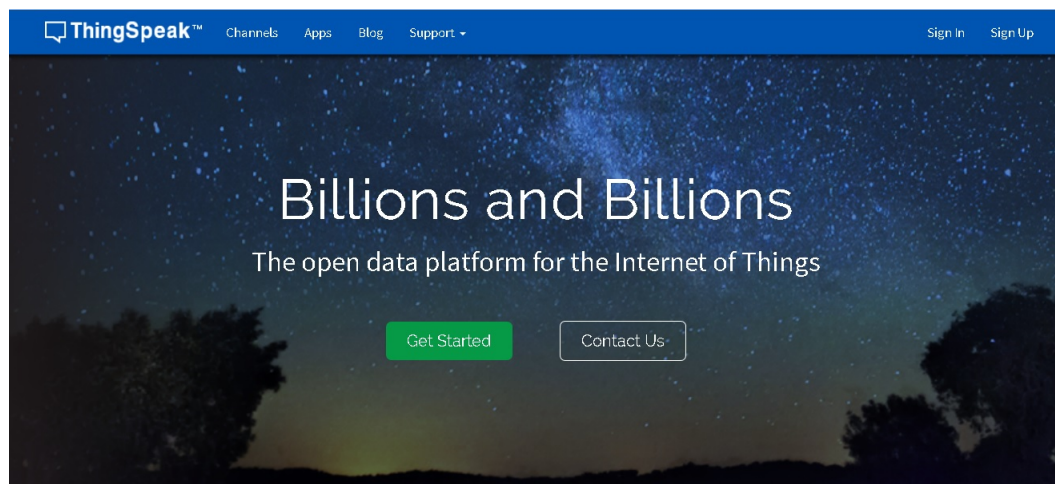 ThingSpeak™ Channels Apps Blog Support Sign In Sign Up
Billions and Billions
The open data platform for the Internet of Things
Get Started Contact Us